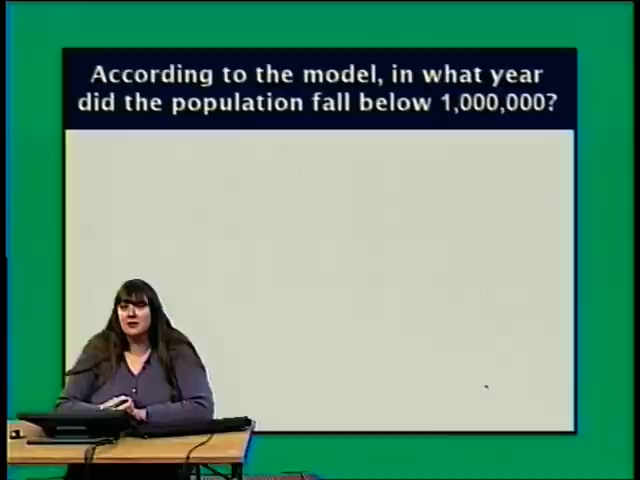 According to the model, in what year
did the population fall below 1,000,000?